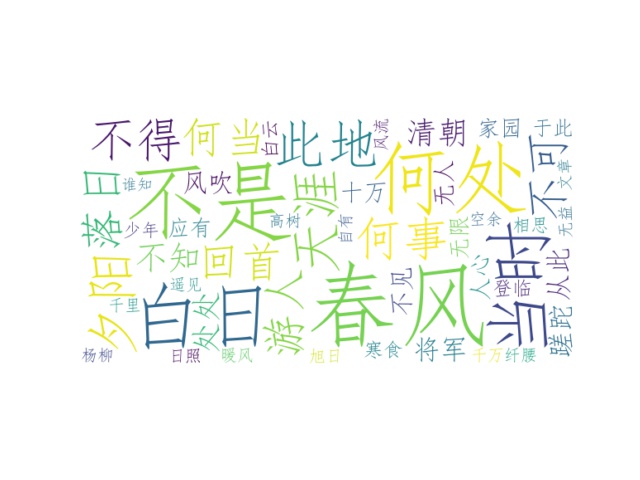 不得
何当
白云
此地
风流
清朝
家园
于此
落日
谁知
风吹
不是
天涯
十万
何处
无人
不可
文章
少年
应有
高树
自有
何事
无限
空余
相思
无益
夕阳
不知
回首
游人
不见
人心
登临
当时
从此
千里
遥见
白日
处处
春风
蹉跎
杨柳
日照
暖风
旭日
寒食
将军
千万
纤腰